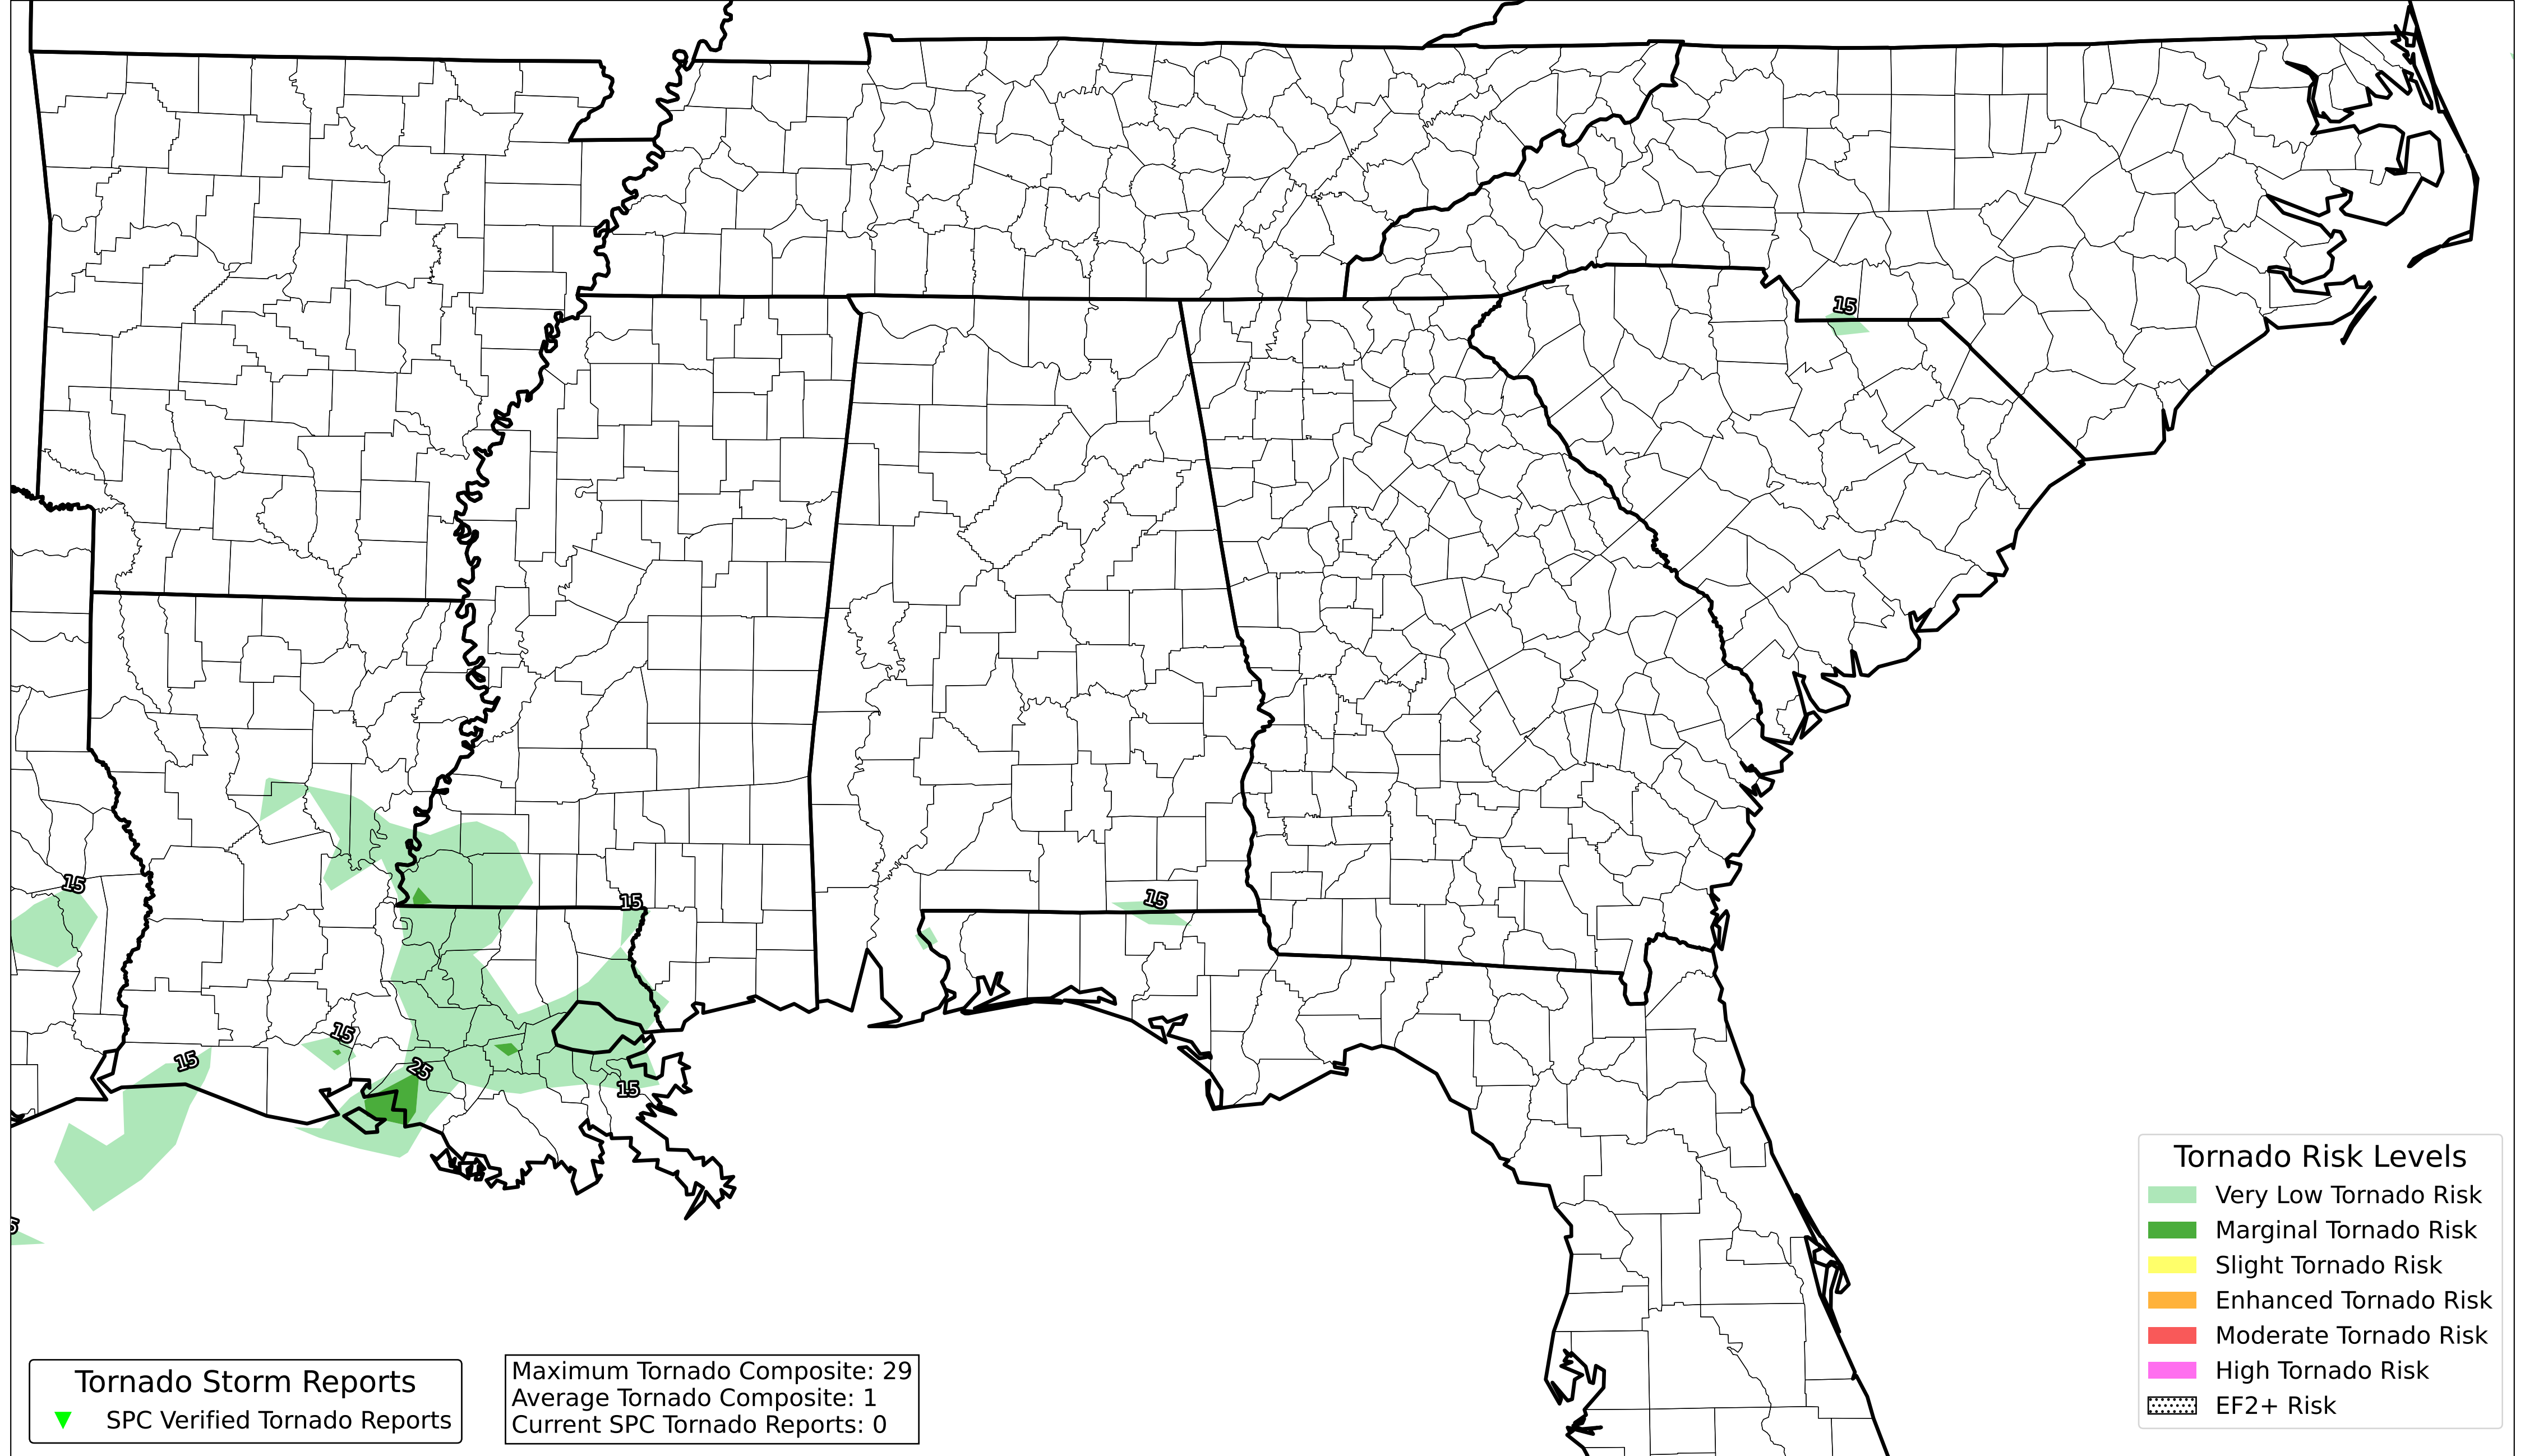 15
15
15
15
15
15
25
15
5
Tornado Risk Levels
Very Low Tornado Risk
Marginal Tornado Risk
Slight Tornado Risk
Enhanced Tornado Risk
Moderate Tornado Risk
High Tornado Risk
EF2+ Risk
Tornado Storm Reports
SPC Verified Tornado Reports
Maximum Tornado Composite: 29
Average Tornado Composite: 1
Current SPC Tornado Reports: 0